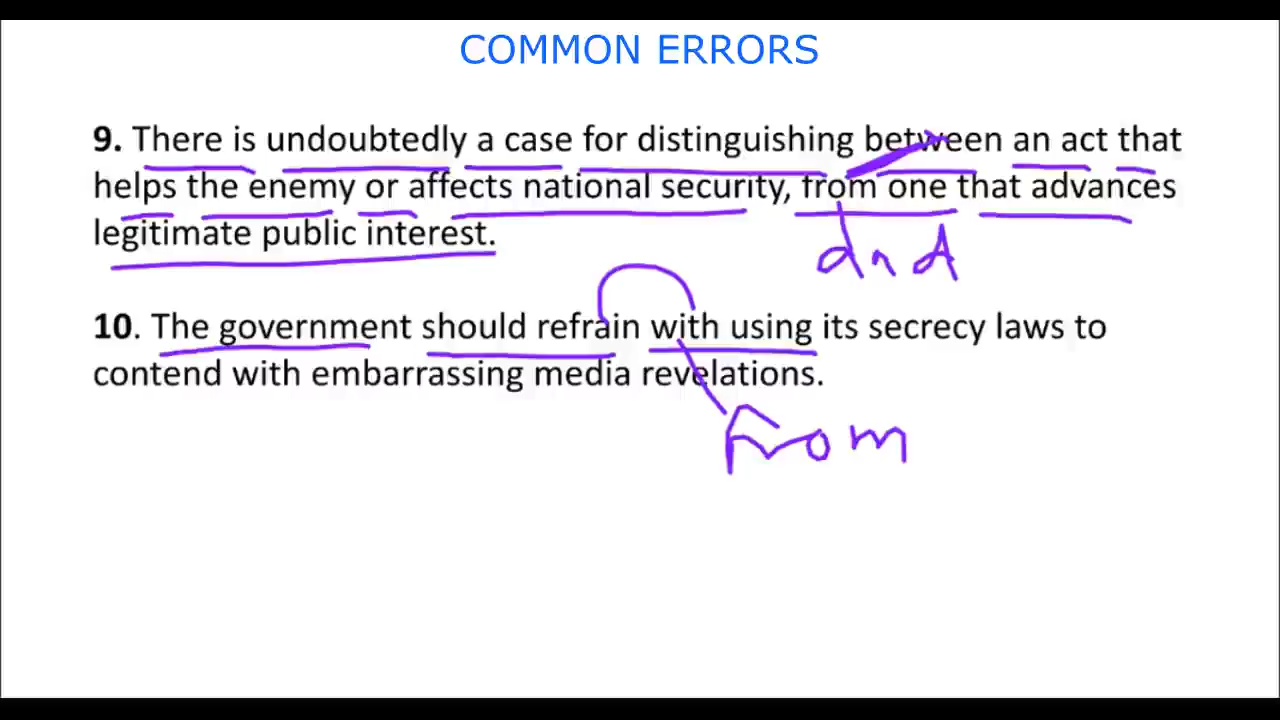 COMMON ERRORS
9. There is undoubtedly a case for distinguishing between an act that
helps the enemy or affects national security, from one that advances
legitimate public interest.
and
10. The government should refrain with using its secrecy laws to
contend with embarrassing media revelations.
From